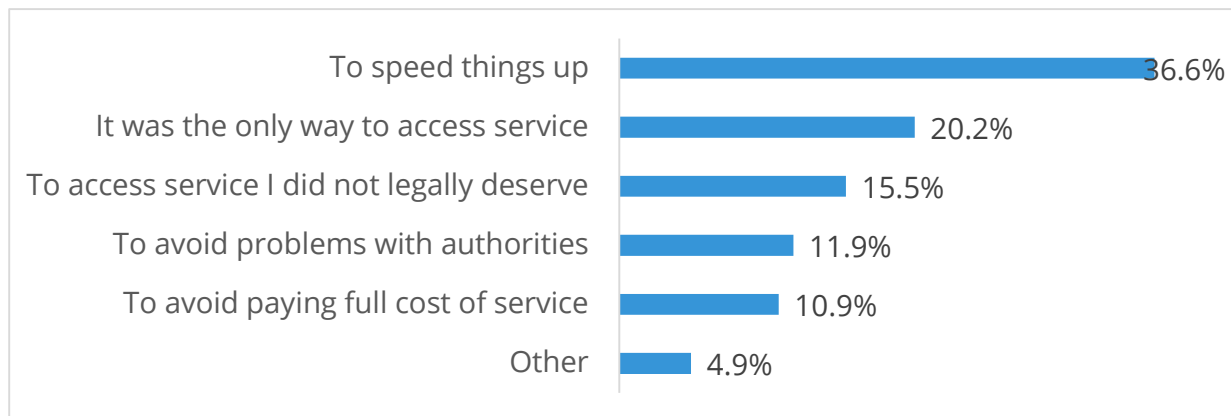 To speed things up 36.6%
It was the only way to access service 20.2%
To access service I did not legally deserve 15.5%
To avoid problems with authorities 11.9%
To avoid paying full cost of service 10.9%
Other 4.9%